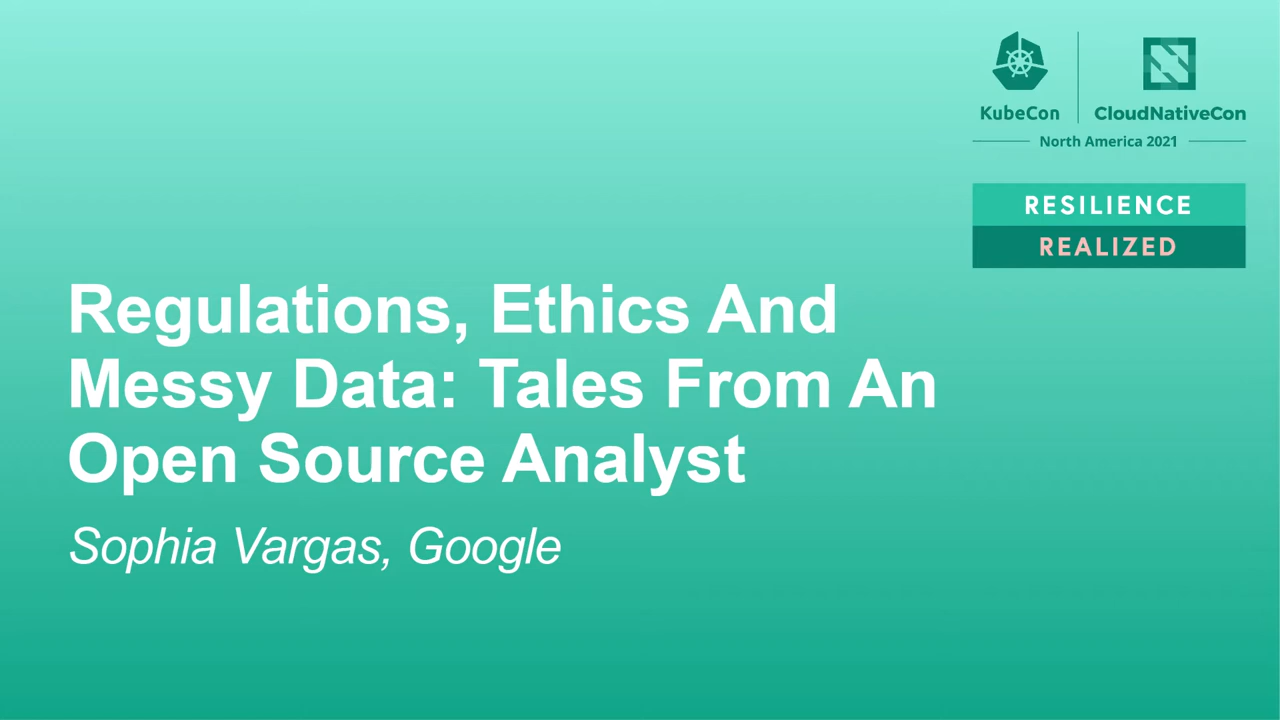 KubeCon
CloudNativeCon
North America 2021
RESILIENCE
REALIZED
Regulations, Ethics And
Messy Data: Tales From An
Open Source Analyst
Sophia Vargas, Google